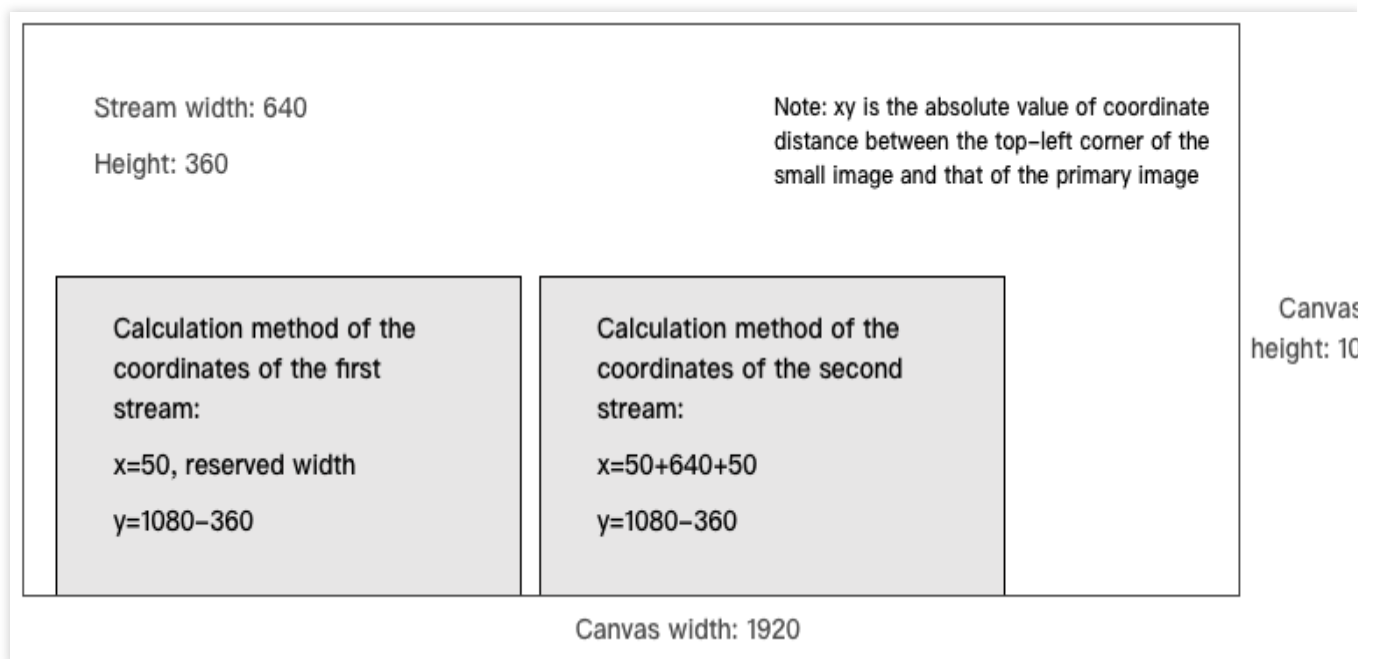 Stream width: 640
Height: 360
Note: xy is the absolute value of coordinate
distance between the top-left corner of the
small image and that of the primary image
Calculation method of the
coordinates of the first
stream:
x=50, reserved width
y=1080-360
Calculation method of the
coordinates of the second
stream:
x=50+640+50
y=1080-360
Canvas
height: 10
Canvas width: 1920